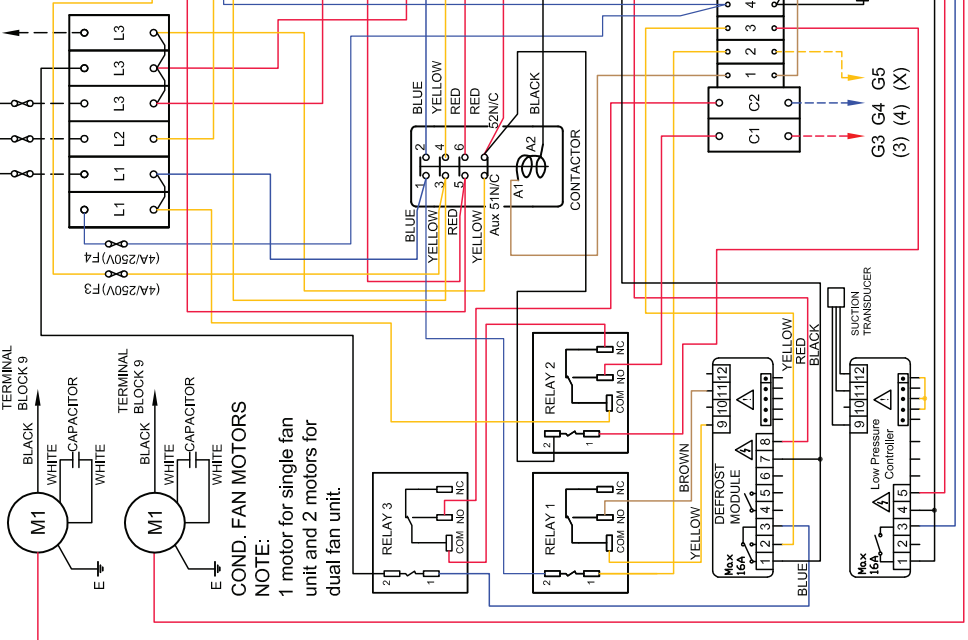 L3
L3
L3
L2
L1
L1
(4A/250V) F4
(4A/250V) F3
BLUE
YELLOW
RED
RED
52N/C
BLACK
2
4
6
A2
1
3
5
Aux 51N/C
A1
CONTACTOR
BLUE
YELLOW
RED
YELLOW
4
3
2
1
C2
C1
G5 (X)
G4 (4)
G3 (3)
TERMINAL
BLOCK 9
BLACK
WHITE
CAPACITOR
WHITE
M1
E
TERMINAL
BLOCK 9
BLACK
WHITE
CAPACITOR
WHITE
M1
E
COND. FAN MOTORS
NOTE:
1 motor for single fan
unit and 2 motors for
dual fan unit.
RELAY 2
NC
NO
COM
2
1
RELAY 3
NC
NO
COM
2
1
RELAY 1
NC
NO
COM
2
1
BROWN
YELLOW
BLUE
YELLOW
RED
BLACK
DEFROST
MODULE
9 10 11 12
1 2 3 4 5 6 7 8
Max
16A
SUCTION
TRANSDUCER
Low Pressure
Controller
9 10 11 12
1 2 3 4 5
Max
16A